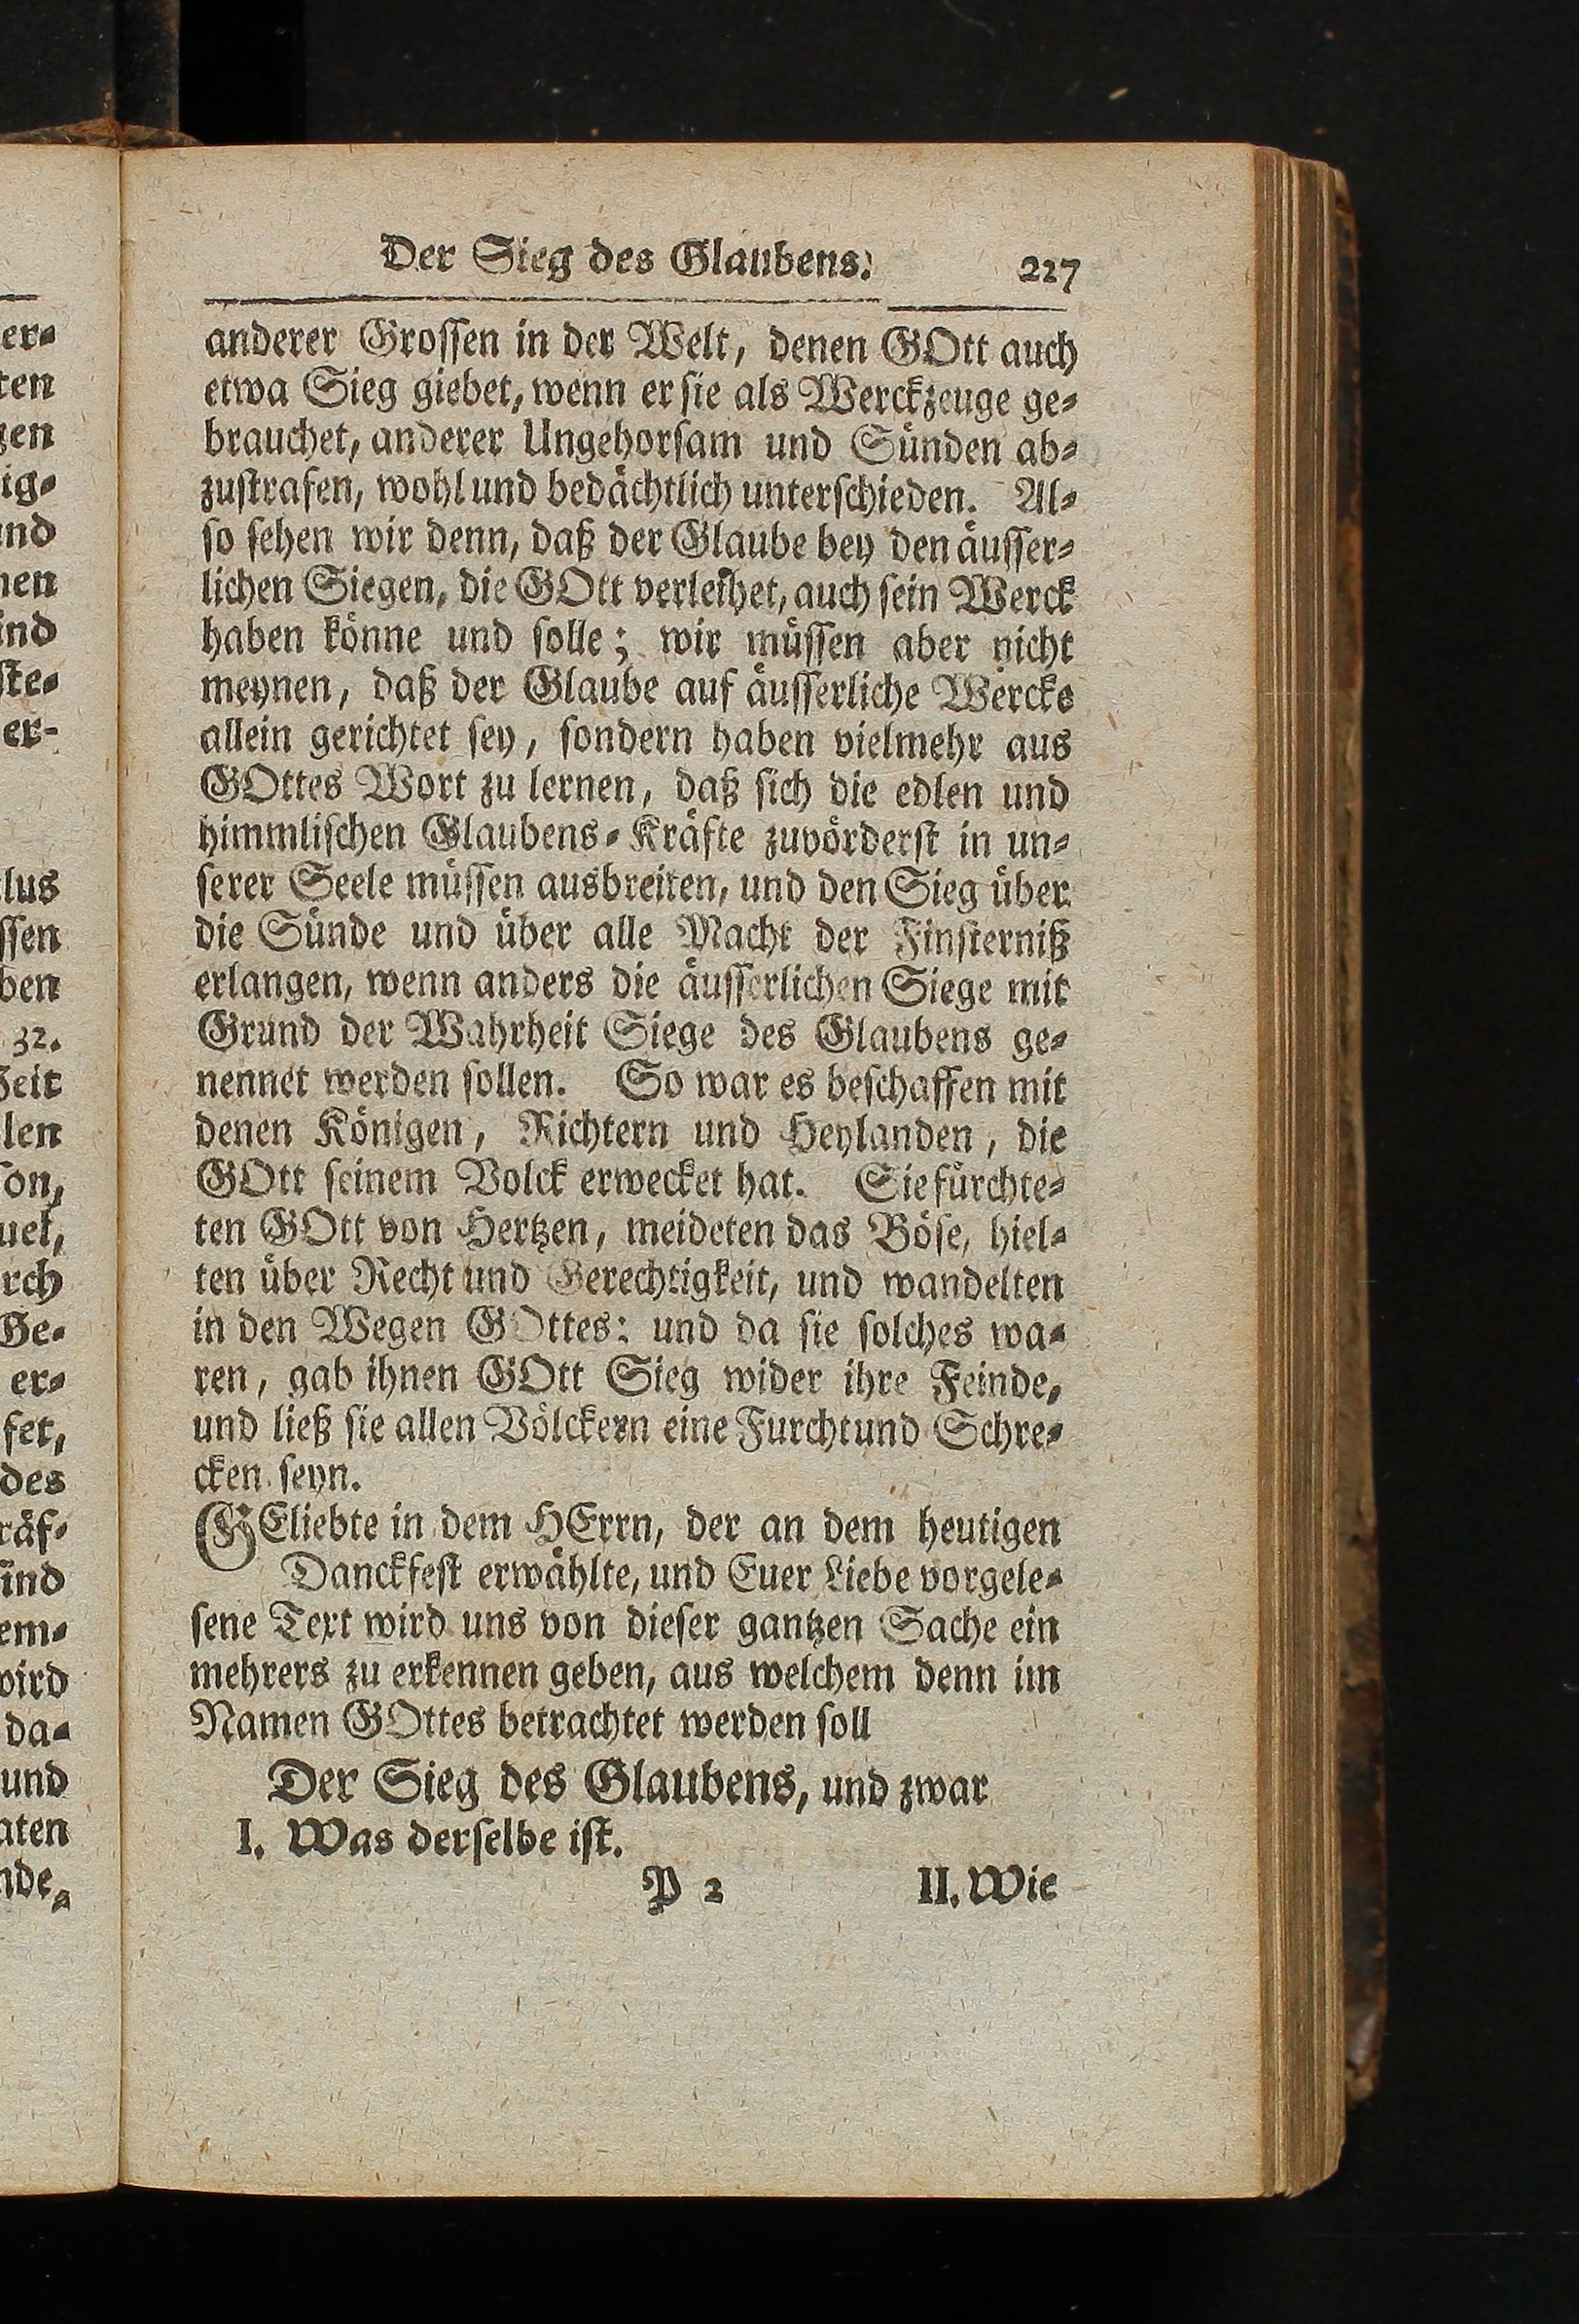 Der Sieg des Glaubens. 227
anderer Grossen in der Welt, denen GOtt auch
etwa Sieg giebet, wenn er sie als Werckzeuge ge-
brauchet, anderer Ungehorsam und Sünden ab-
zustrafen, wohl und bedächtlich unterschieden. Al-
so sehen wir denn, daß der Glaube bey den äusser-
lichen Siegen, die GOtt verleihet, auch sein Werck
haben könne und solle; wir müssen aber nicht
meynen, daß der Glaube auf äusserliche Wercke
allein gerichtet sey, sondern haben vielmehr aus
GOttes Wort zu lernen, daß sich die edlen und
himmlischen Glaubens-Kräfte zuvörderst in un-
serer Seele müssen ausbreiten, und den Sieg über
die Sünde und über alle Macht der Finsterniß
erlangen, wenn anders die äusserlichen Siege mit
Grund der Wahrheit Siege des Glaubens ge-
nennet werden sollen. So war es beschaffen mit
denen Königen, Richtern und Heylanden, die
GOtt seinem Volck erwecket hat. Sie fürchte-
ten GOtt von Hertzen, meideten das Böse, hiel-
ten über Recht und Gerechtigkeit, und wandelten
in den Wegen GOttes: und da sie solches wa-
ren, gab ihnen GOtt Sieg wider ihre Feinde,
und ließ sie allen Völckern eine Furcht und Schre-
cken seyn.
GEliebte in dem HErrn, der an dem heutigen
Danckfest erwählte, und Euer Liebe vorgele-
sene Text wird uns von dieser gantzen Sache ein
mehrers zu erkennen geben, aus welchem denn im
Namen GOttes betrachtet werden soll
Der Sieg des Glaubens, und zwar
I. Was derselbe ist.
P 2 II. Wie